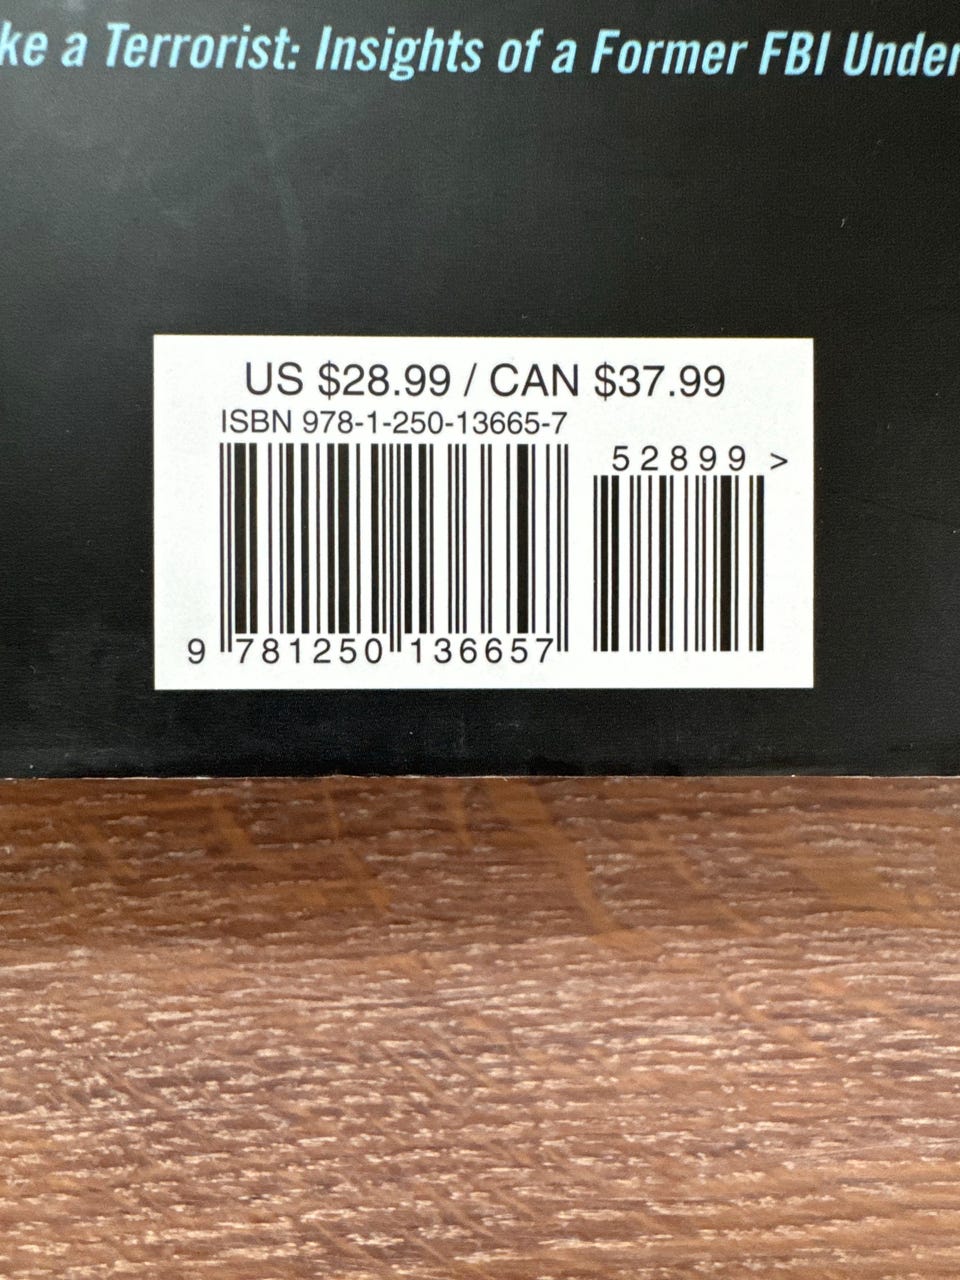 ke a Terrorist: Insights of a Former FBI Under
US $28.99 / CAN $37.99
ISBN 978-1-250-13665-7
52899 >
9 781250 136657